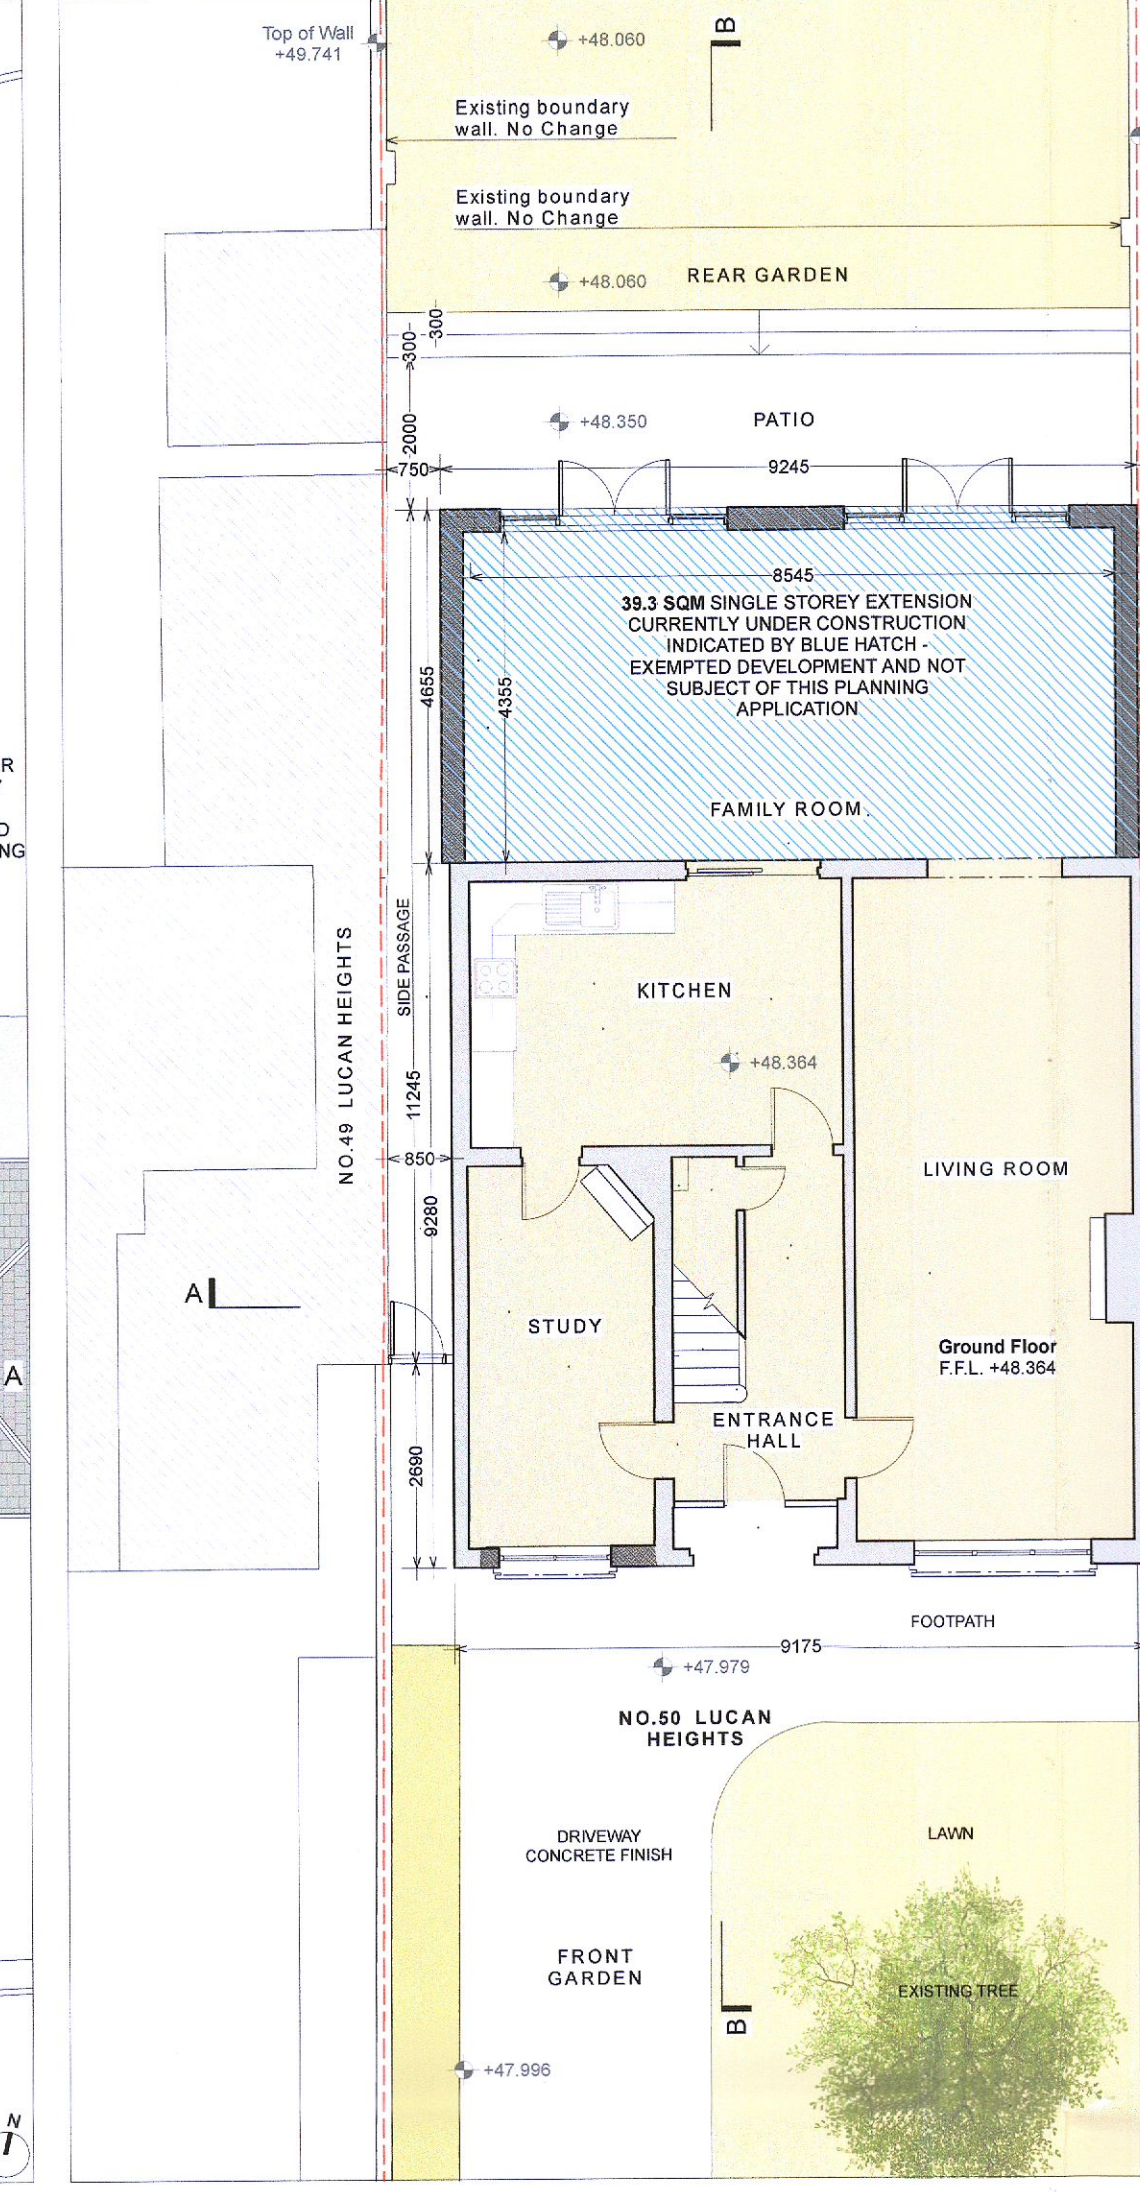 Top of Wall
+49.741
+48.060
B
Existing boundary
wall. No Change
Existing boundary
wall. No Change
+48.060
REAR GARDEN
300
300
+48.350
PATIO
2000
750
9245
8545
39.3 SQM SINGLE STOREY EXTENSION
CURRENTLY UNDER CONSTRUCTION
INDICATED BY BLUE HATCH -
EXEMPTED DEVELOPMENT AND NOT
SUBJECT OF THIS PLANNING
APPLICATION
4655
4355
FAMILY ROOM
R
D
NG
SIDE PASSAGE
NO.49 LUCAN HEIGHTS
KITCHEN
+48.364
11245
850
9280
LIVING ROOM
A
STUDY
Ground Floor
F.F.L. +48.364
A
ENTRANCE
HALL
2690
FOOTPATH
9175
+47.979
NO.50 LUCAN
HEIGHTS
DRIVEWAY
CONCRETE FINISH
LAWN
FRONT
GARDEN
EXISTING TREE
B
+47.996
N